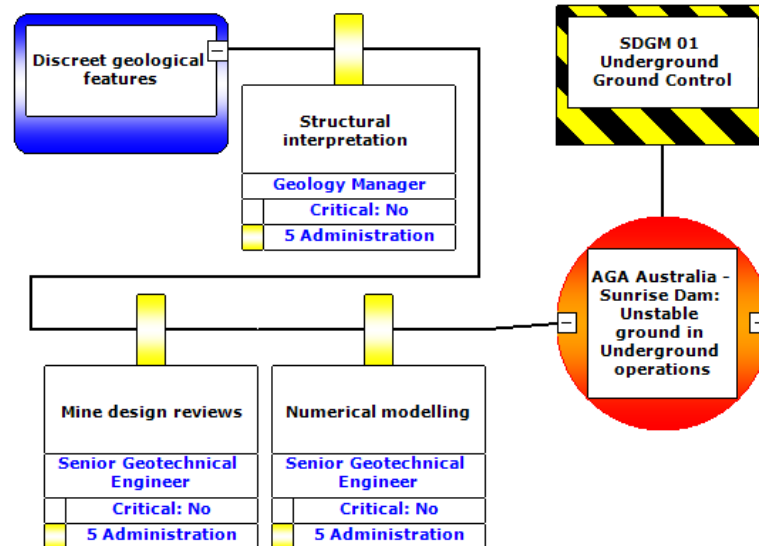 Discreet geological
features
SDGM 01
Underground
Ground Control
Structural
interpretation
Geology Manager
Critical: No
5 Administration
AGA Australia -
Sunrise Dam:
Unstable
ground in
Underground
operations
Mine design reviews
Senior Geotechnical
Engineer
Critical: No
5 Administration
Numerical modelling
Senior Geotechnical
Engineer
Critical: No
5 Administration